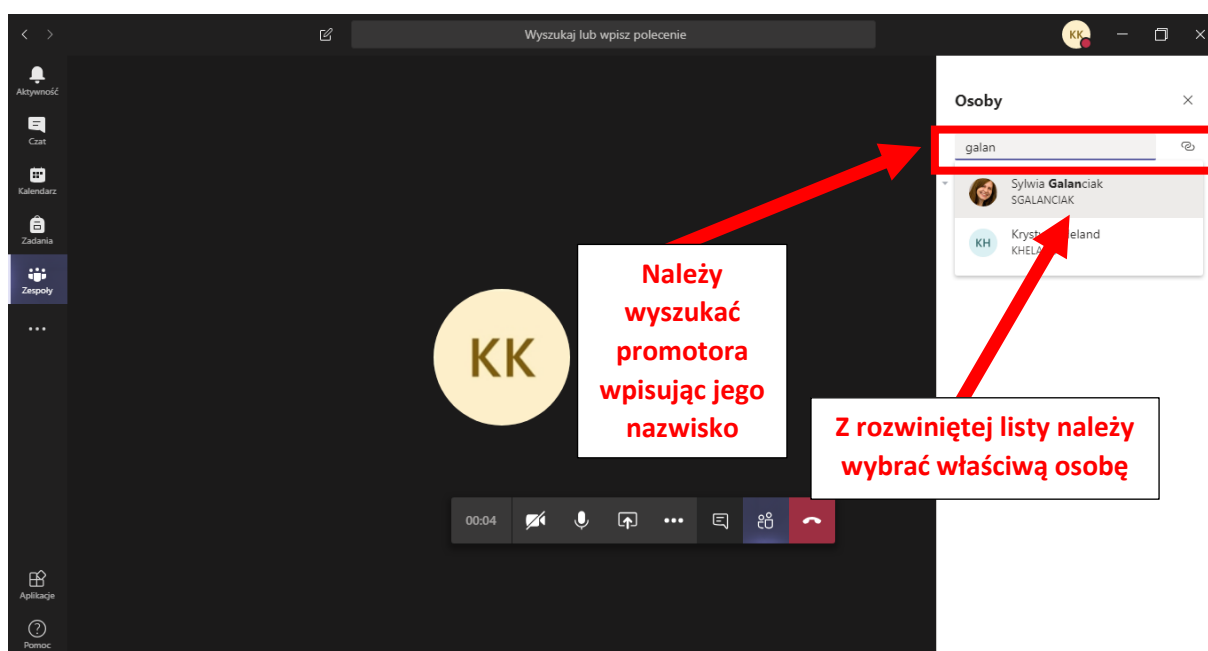 Wyszukaj lub wpisz polecenie
KK
Aktywność
Czat
Kalendarz
Zadania
Zespoły
Aplikacje
Pomoc
Osoby
galan
Sylwia Galanciak
SGALANCIAK
KH
KK
Należy
wyszukać
promotora
wpisując jego
nazwisko
Z rozwiniętej listy należy
wybrać właściwą osobę
00:04